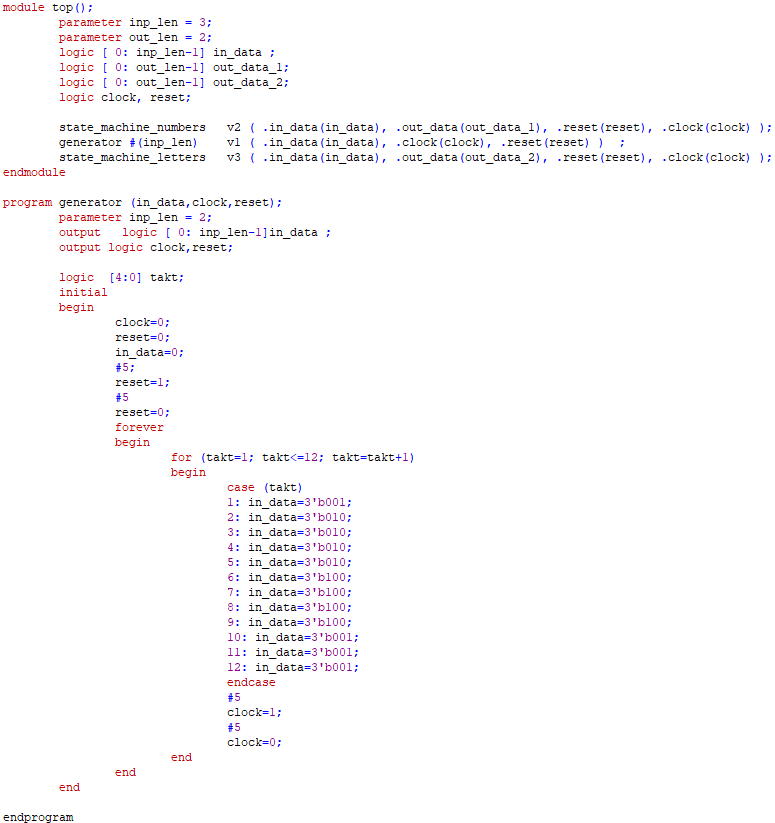 module top();
        parameter inp_len = 3;
        parameter out_len = 2;
        logic [ 0: inp_len-1] in_data ;
        logic [ 0: out_len-1] out_data_1;
        logic [ 0: out_len-1] out_data_2;
        logic clock, reset;

        state_machine_numbers   v2 ( .in_data(in_data), .out_data(out_data_1), .reset(reset), .clock(clock) );
        generator #(inp_len)    v1 ( .in_data(in_data), .clock(clock), .reset(reset) )  ;
        state_machine_letters   v3 ( .in_data(in_data), .out_data(out_data_2), .reset(reset), .clock(clock) );
endmodule

program generator (in_data,clock,reset);
        parameter inp_len = 2;
        output   logic [ 0: inp_len-1]in_data ;
        output logic clock,reset;

        logic  [4:0] takt;
        initial
        begin
                clock=0;
                reset=0;
                in_data=0;
                #5;
                reset=1;
                #5
                reset=0;
                forever
                begin
                        for (takt=1; takt<=12; takt=takt+1)
                        begin
                                case (takt)
                                1: in_data=3'b001;
                                2: in_data=3'b010;
                                3: in_data=3'b010;
                                4: in_data=3'b010;
                                5: in_data=3'b010;
                                6: in_data=3'b100;
                                7: in_data=3'b100;
                                8: in_data=3'b100;
                                9: in_data=3'b100;
                                10: in_data=3'b001;
                                11: in_data=3'b001;
                                12: in_data=3'b001;
                                endcase
                                #5
                                clock=1;
                                #5
                                clock=0;
                        end
                end
        end

endprogram